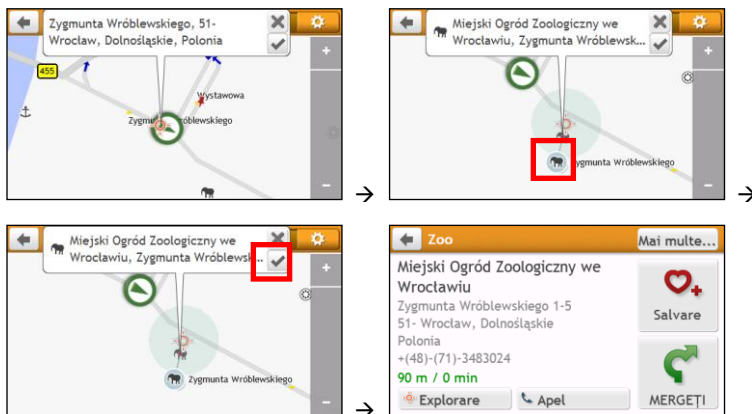 Zygmunta Wróblewskiego, 51-
Wrocław, Dolnośląskie, Polonia
455
Wystawowa
Zygmunta Wróblewskiego
→
Miejski Ogród Zoologiczny we
Wrocławiu, Zygmunta Wróblewsk...
Zygmunta Wróblewskiego
→
Miejski Ogród Zoologiczny we
Wrocławiu, Zygmunta Wróblewsk...
Zygmunta Wróblewskiego
→
Zoo
Mai multe...
Miejski Ogród Zoologiczny we
Wrocławiu
Zygmunta Wróblewskiego 1-5
51- Wrocław, Dolnośląskie
Polonia
+(48)-(71)-3483024
90 m / 0 min
Explorare
Apel
Salvare
MERGEȚI